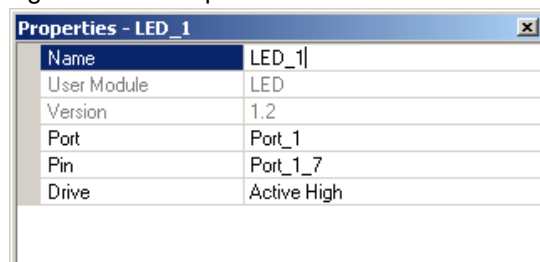 Properties - LED_1
Name LED_1
User Module LED
Version 1.2
Port Port_1
Pin Port_1_7
Drive Active High